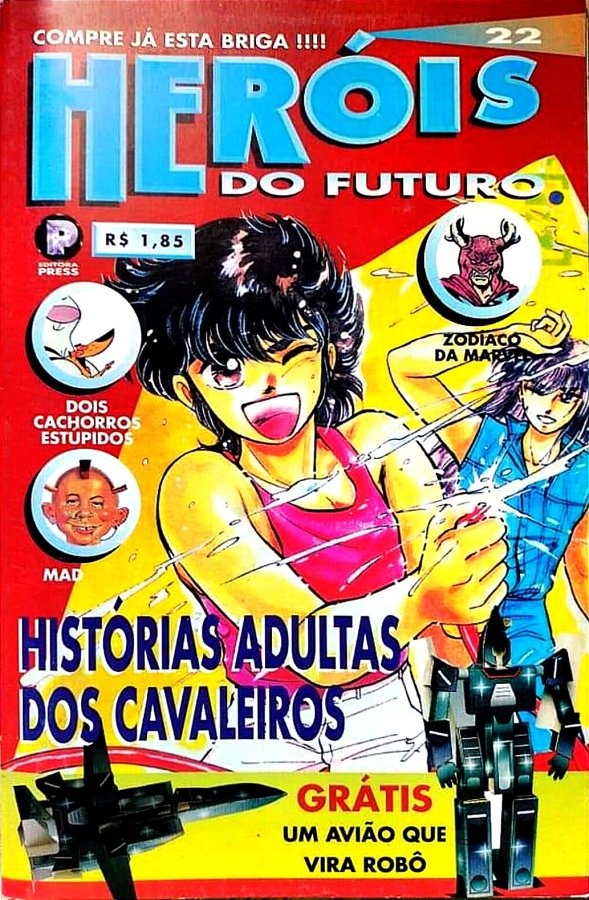 COMPRE JÁ ESTA BRIGA !!!!
22
HERÓIS
DO FUTURO
EDITORA
PRESS
R$ 1,85
ZODÍACO
DA MARVEL
DOIS
CACHORROS
ESTÚPIDOS
MAD
HISTÓRIAS ADULTAS
DOS CAVALEIROS
GRÁTIS
UM AVIÃO QUE
VIRA ROBÔ